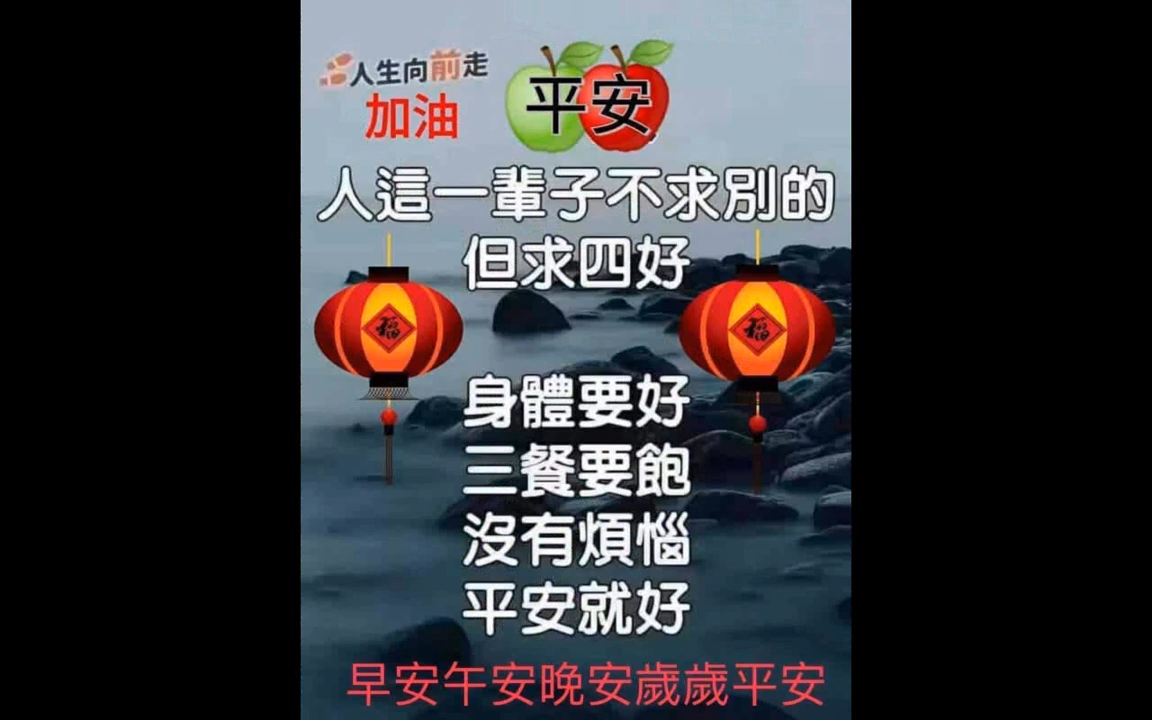 人生向前走
加油
平安
人這一輩子不求別的
但求四好
福
福
身體要好
三餐要飽
沒有煩惱
平安就好
早安午安晚安歲歲平安